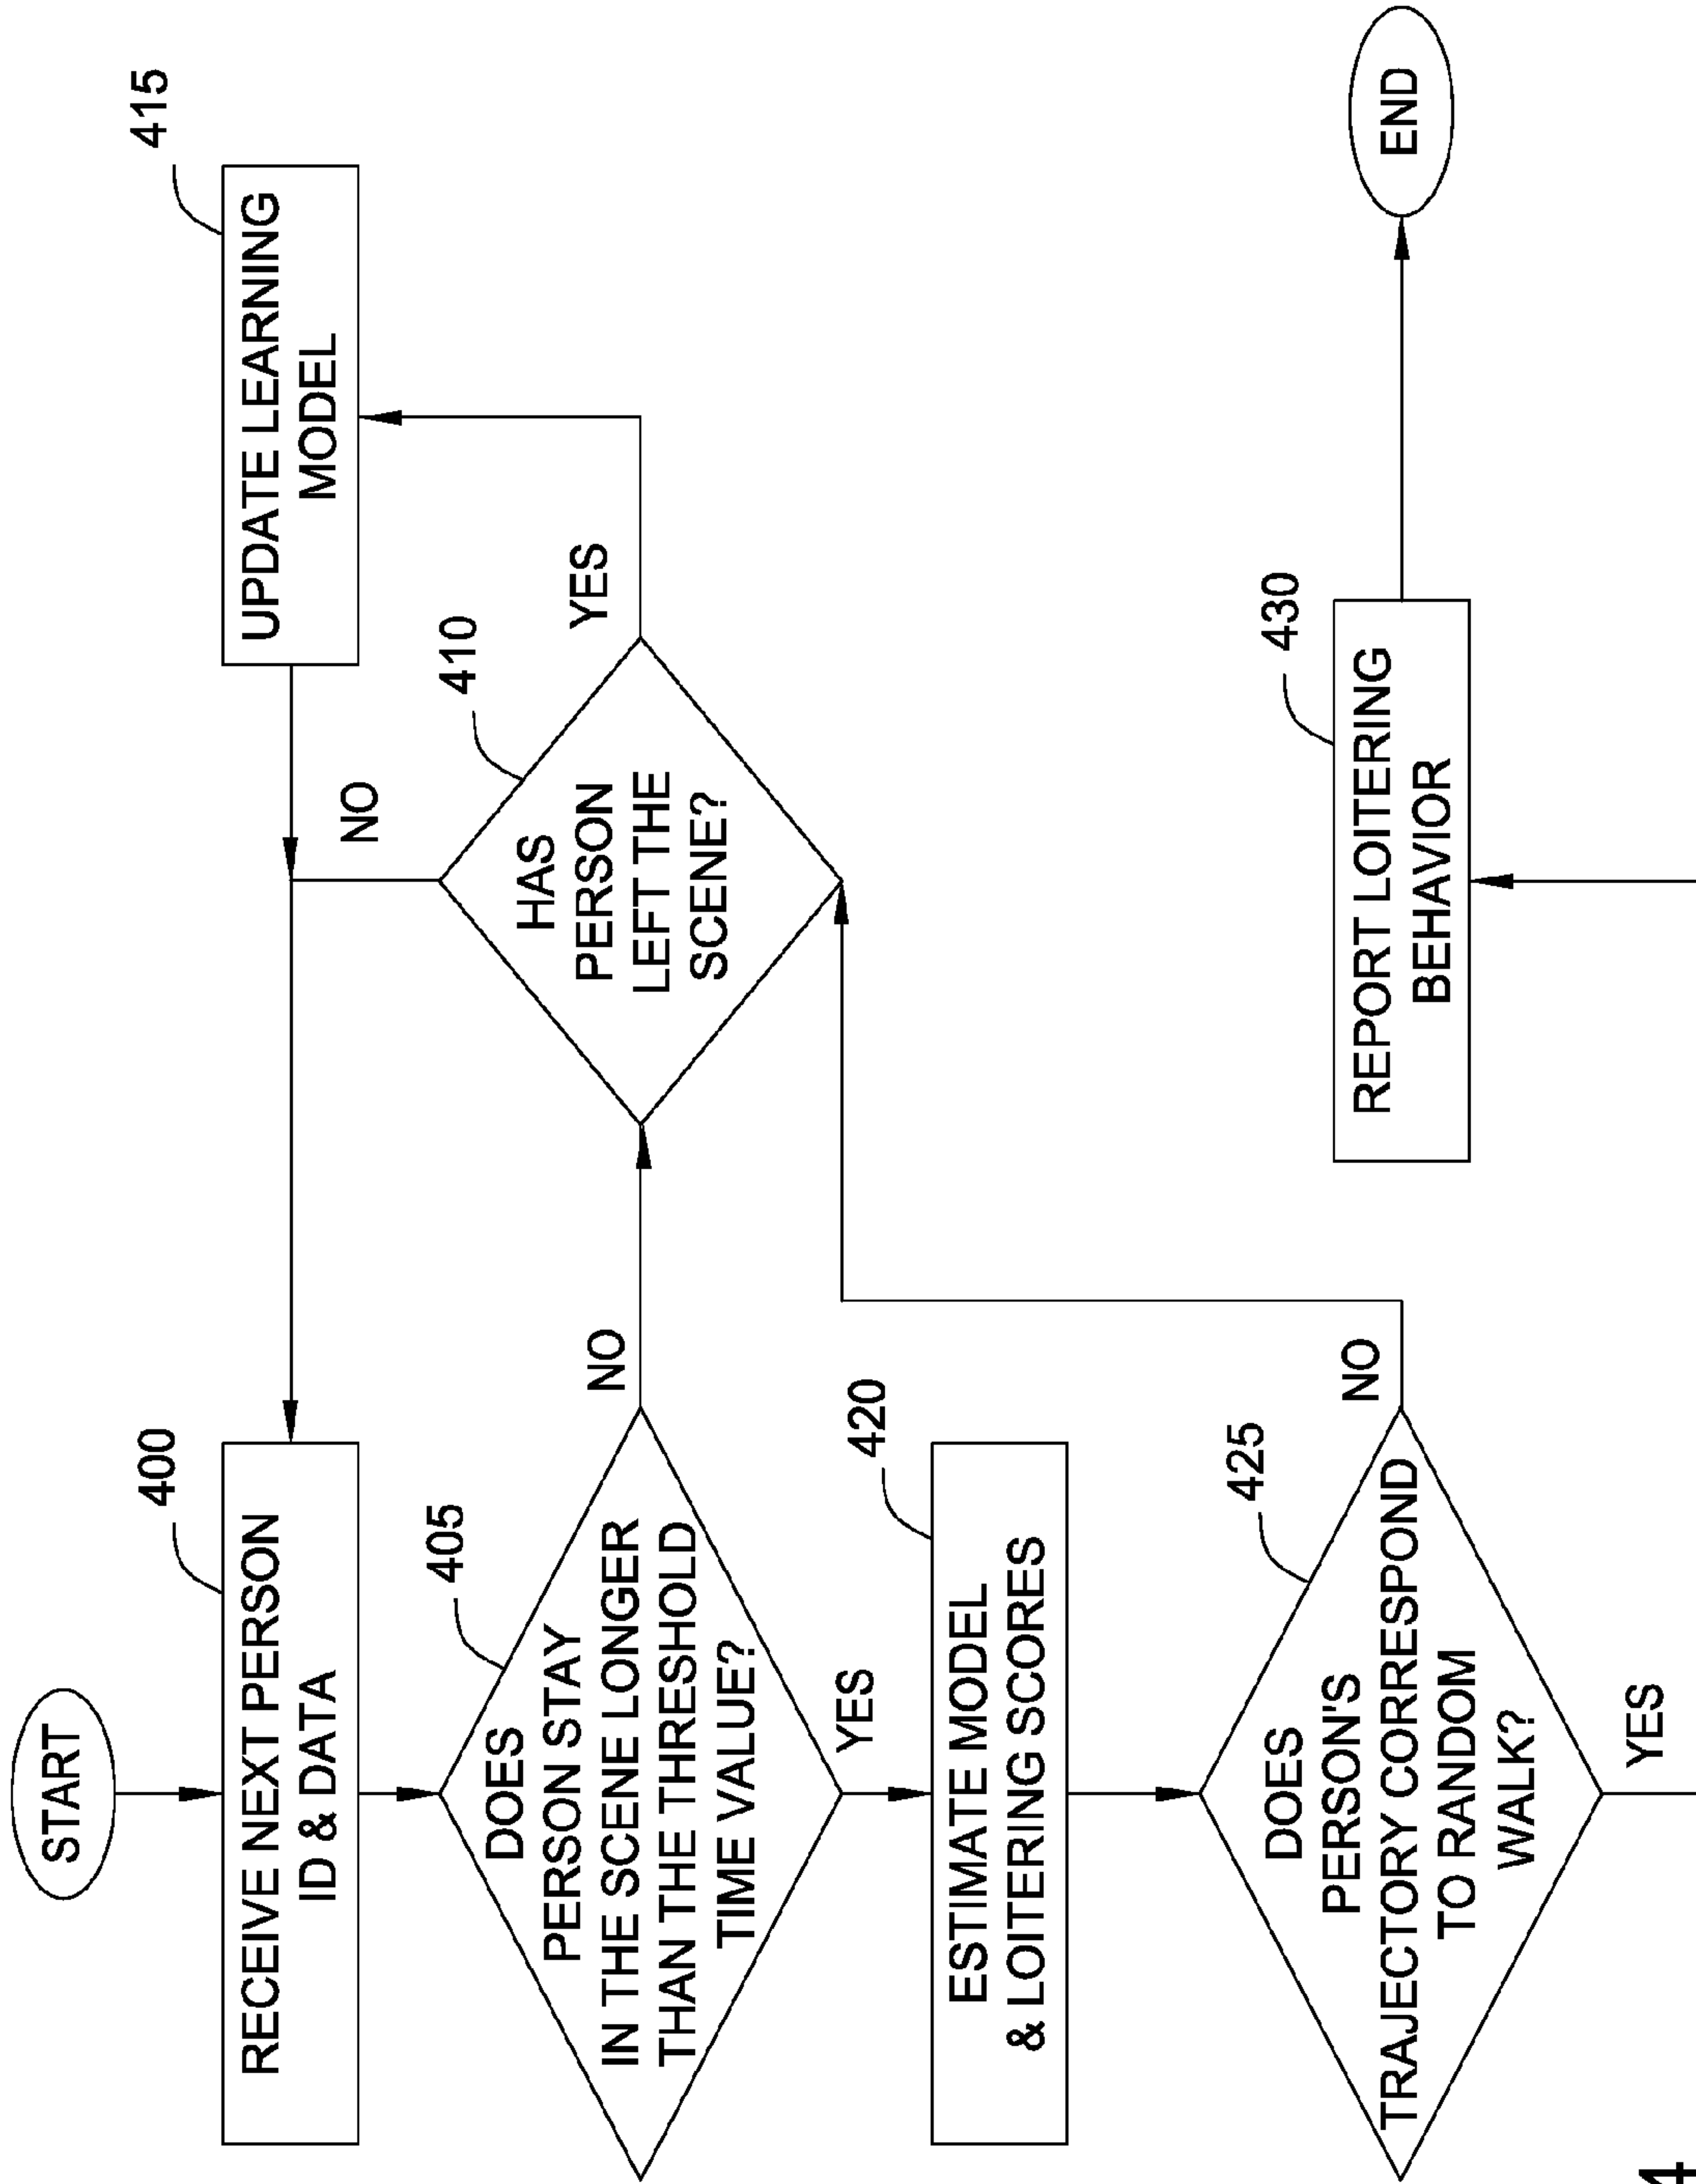 START
400
RECEIVE NEXT PERSON
ID & DATA
405
DOES
PERSON STAY
IN THE SCENE LONGER
THAN THE THRESHOLD
TIME VALUE?
NO
YES
410
HAS
PERSON
LEFT THE
SCENE?
NO
YES
415
UPDATE LEARNING
MODEL
420
ESTIMATE MODEL
& LOITERING SCORES
425
DOES
PERSON'S
TRAJECTORY CORRESPOND
TO RANDOM
WALK?
NO
YES
430
REPORT LOITERING
BEHAVIOR
END
4